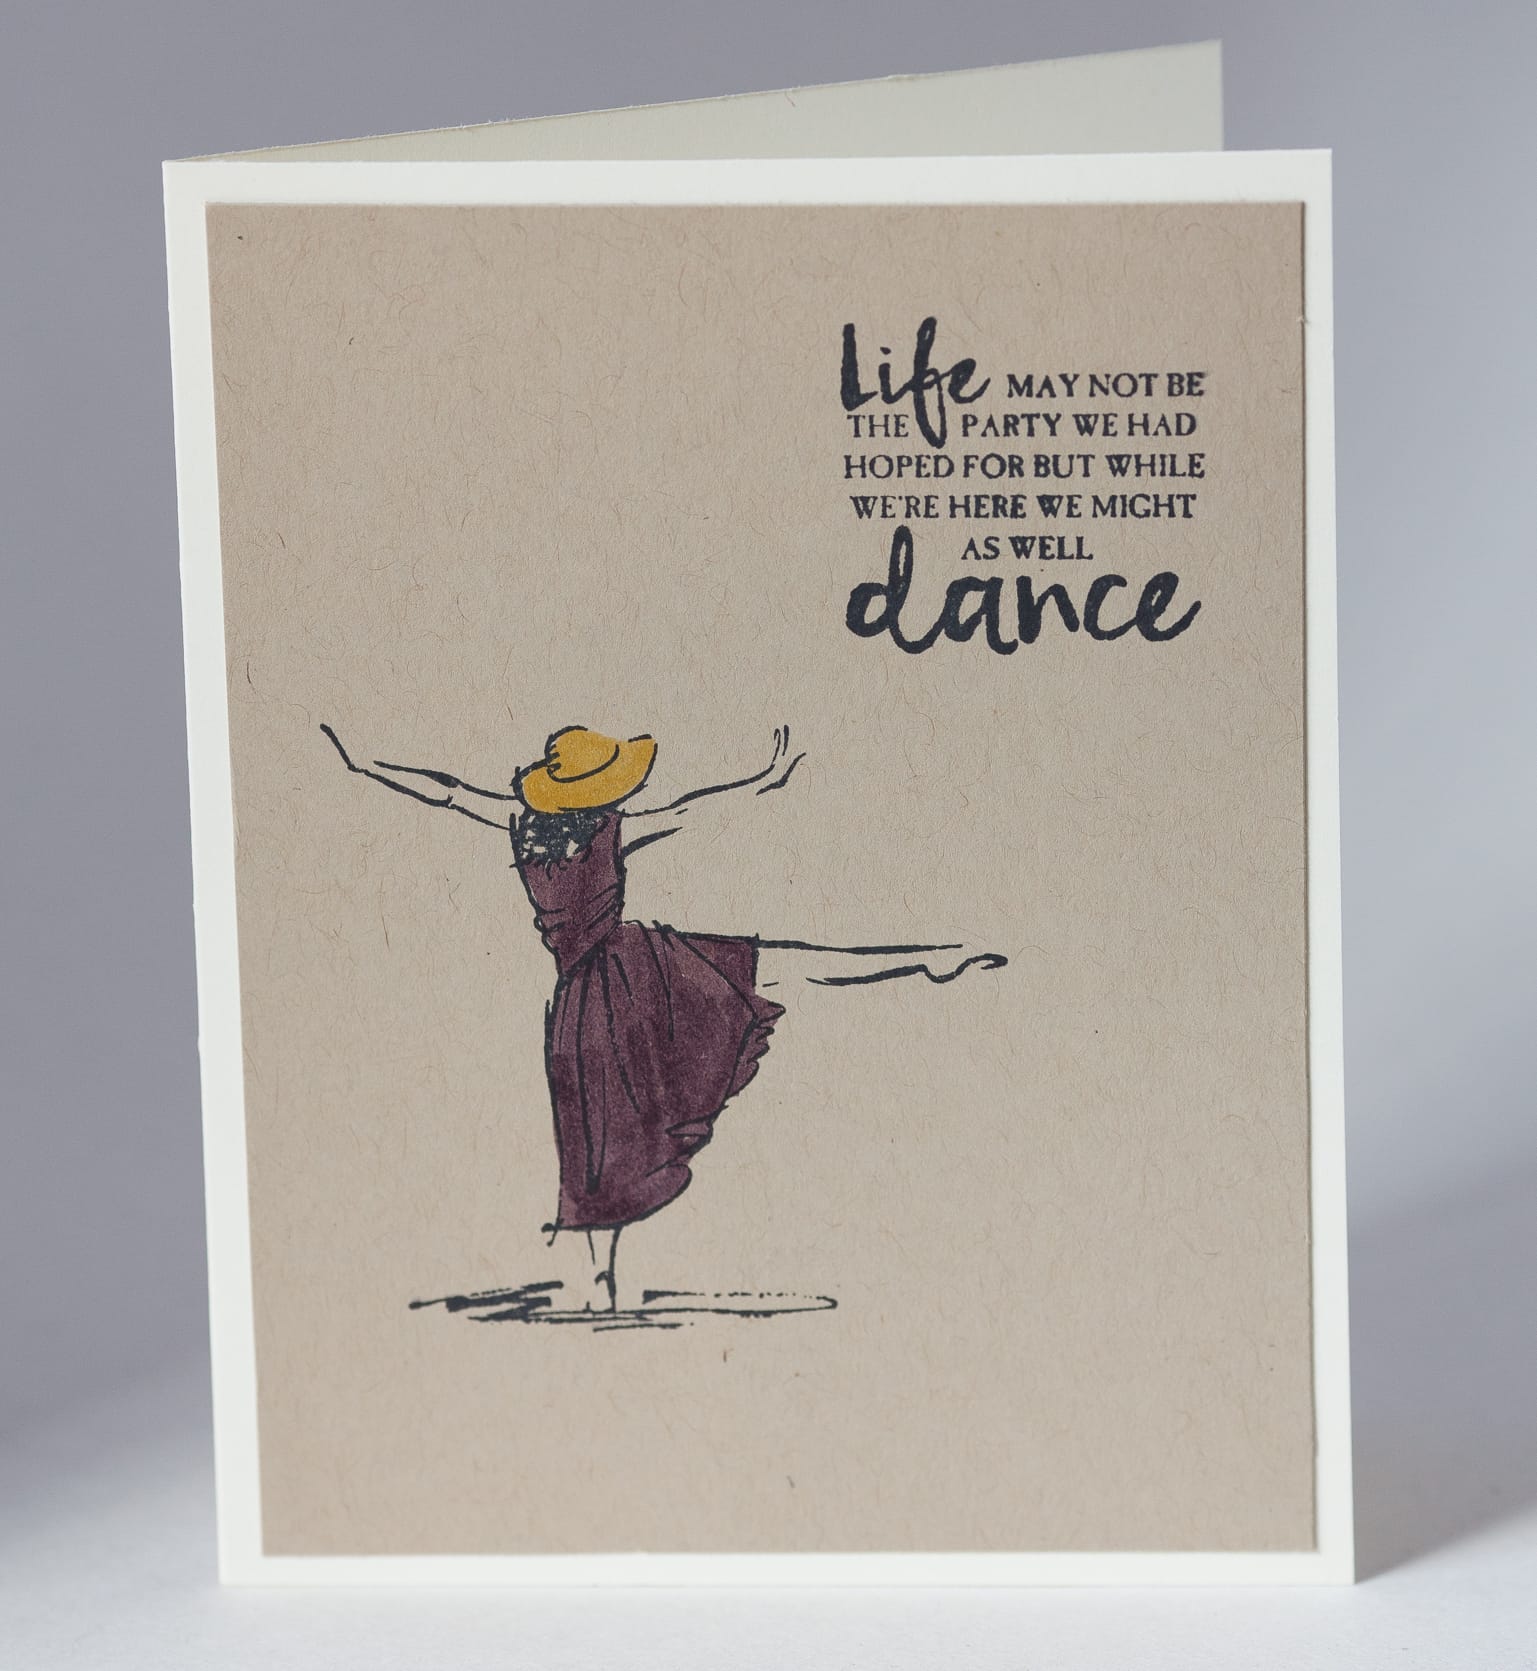 Life MAY NOT BE
THE PARTY WE HAD
HOPED FOR BUT WHILE
WE'RE HERE WE MIGHT
AS WELL
dance